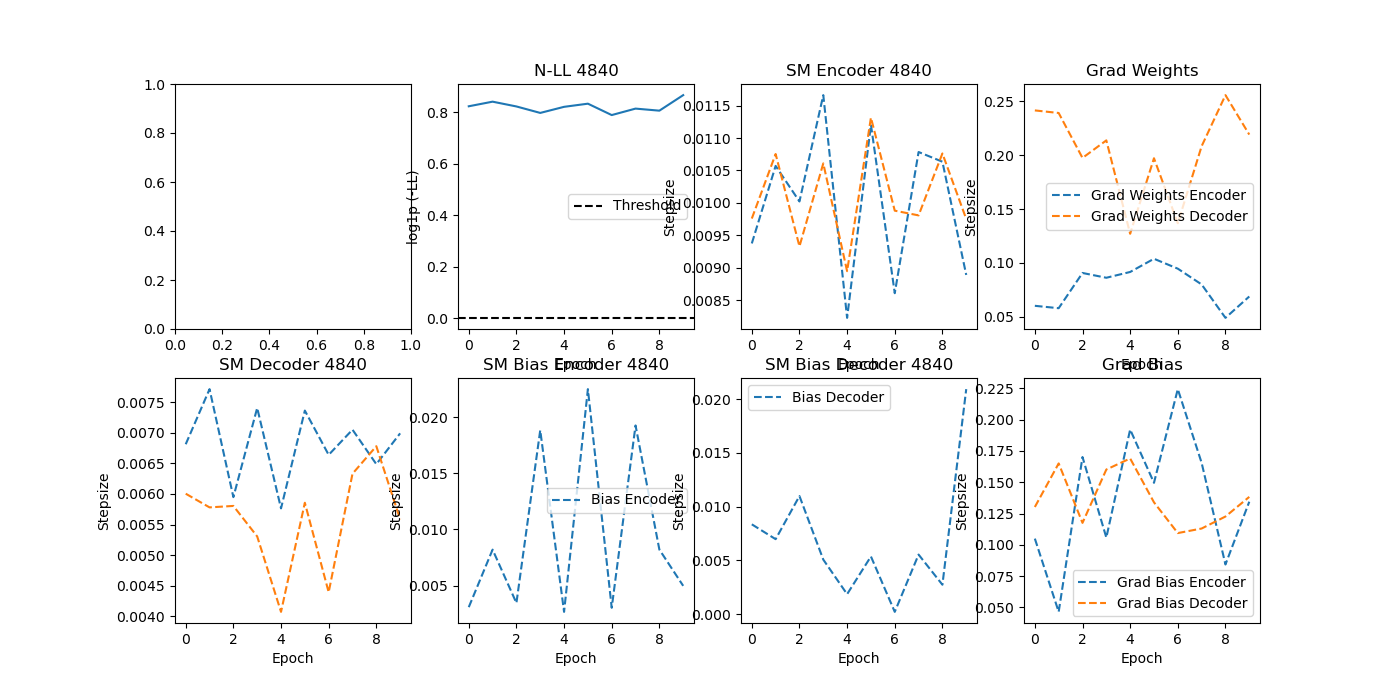 N-LL 4840
SM Encoder 4840
Grad Weights
1.0
0.8
0.6
0.4
0.2
0.0
0.0 0.2 0.4 0.6 0.8 1.0
log1p (-LL)
0.8
0.6
0.4
0.2
0.0
Threshold
0 2 4 6 8
Epoch
Stepsize
0.0115
0.0110
0.0105
0.0100
0.0095
0.0090
0.0085
0 2 4 6 8
Epoch
Stepsize
0.25
0.20
0.15
0.10
0.05
Grad Weights Encoder
Grad Weights Decoder
0 2 4 6 8
Epoch
SM Decoder 4840
SM Bias Encoder 4840
SM Bias Decoder 4840
Grad Bias
Stepsize
0.0075
0.0070
0.0065
0.0060
0.0055
0.0050
0.0045
0.0040
0 2 4 6 8
Epoch
Stepsize
0.020
0.015
0.010
0.005
Bias Encoder
0 2 4 6 8
Epoch
Stepsize
0.020
0.015
0.010
0.005
0.000
Bias Decoder
0 2 4 6 8
Epoch
Stepsize
0.225
0.200
0.175
0.150
0.125
0.100
0.075
0.050
Grad Bias Encoder
Grad Bias Decoder
0 2 4 6 8
Epoch